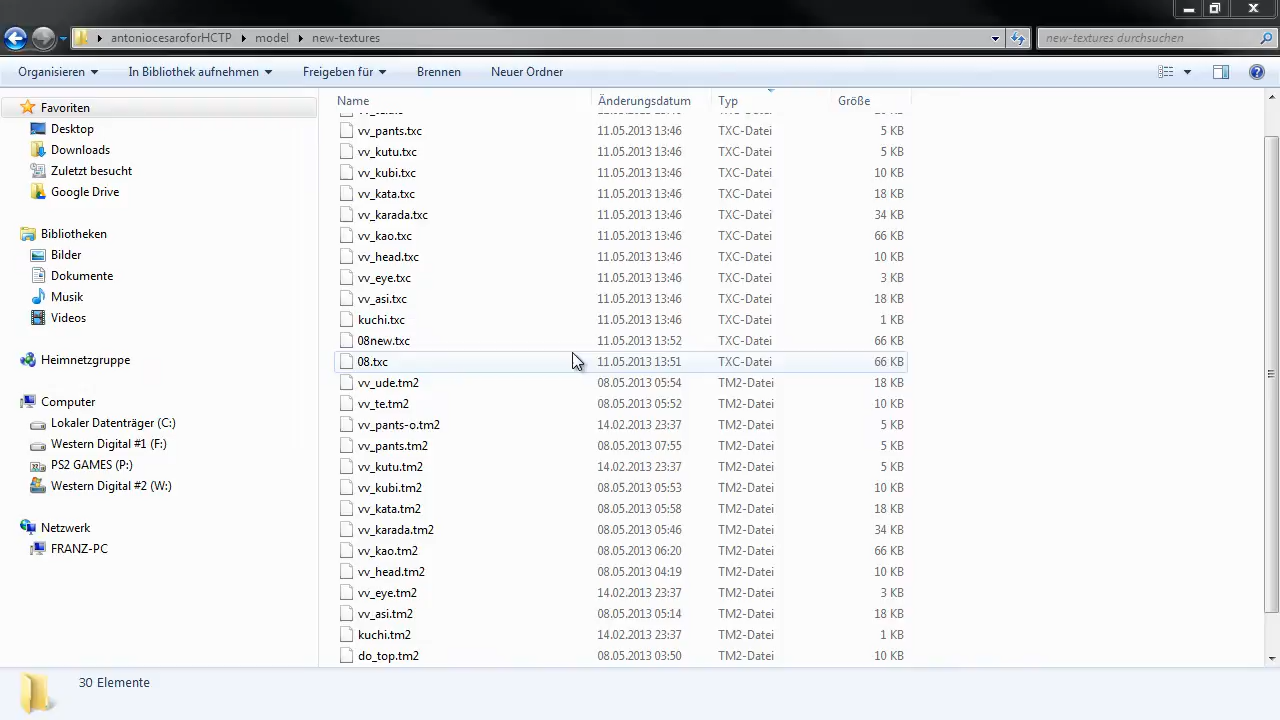 antoniocesaroforHCTP model new-textures
new-textures durchsuchen
Organisieren In Bibliothek aufnehmen Freigeben für Brennen Neuer Ordner
Favoriten
Desktop
Downloads
Zuletzt besucht
Google Drive
Bibliotheken
Bilder
Dokumente
Musik
Videos
Heimnetzgruppe
Computer
Lokaler Datenträger (C:)
Western Digital #1 (F:)
PS2 GAMES (P:)
Western Digital #2 (W:)
Netzwerk
FRANZ-PC
Name Änderungsdatum Typ Größe
vv_pants.txc 11.05.2013 13:46 TXC-Datei 5 KB
vv_kutu.txc 11.05.2013 13:46 TXC-Datei 5 KB
vv_kubi.txc 11.05.2013 13:46 TXC-Datei 10 KB
vv_kata.txc 11.05.2013 13:46 TXC-Datei 18 KB
vv_karada.txc 11.05.2013 13:46 TXC-Datei 34 KB
vv_kao.txc 11.05.2013 13:46 TXC-Datei 66 KB
vv_head.txc 11.05.2013 13:46 TXC-Datei 10 KB
vv_eye.txc 11.05.2013 13:46 TXC-Datei 3 KB
vv_asi.txc 11.05.2013 13:46 TXC-Datei 18 KB
kuchi.txc 11.05.2013 13:46 TXC-Datei 1 KB
08new.txc 11.05.2013 13:52 TXC-Datei 66 KB
08.txc 11.05.2013 13:51 TXC-Datei 66 KB
vv_ude.tm2 08.05.2013 05:54 TM2-Datei 18 KB
vv_te.tm2 08.05.2013 05:52 TM2-Datei 10 KB
vv_pants-o.tm2 14.02.2013 23:37 TM2-Datei 5 KB
vv_pants.tm2 08.05.2013 07:55 TM2-Datei 5 KB
vv_kutu.tm2 14.02.2013 23:37 TM2-Datei 5 KB
vv_kubi.tm2 08.05.2013 05:53 TM2-Datei 10 KB
vv_kata.tm2 08.05.2013 05:58 TM2-Datei 18 KB
vv_karada.tm2 08.05.2013 05:46 TM2-Datei 34 KB
vv_kao.tm2 08.05.2013 06:20 TM2-Datei 66 KB
vv_head.tm2 08.05.2013 04:19 TM2-Datei 10 KB
vv_eye.tm2 14.02.2013 23:37 TM2-Datei 3 KB
vv_asi.tm2 08.05.2013 05:14 TM2-Datei 18 KB
kuchi.tm2 14.02.2013 23:37 TM2-Datei 1 KB
do_top.tm2 08.05.2013 03:50 TM2-Datei 10 KB
30 Elemente